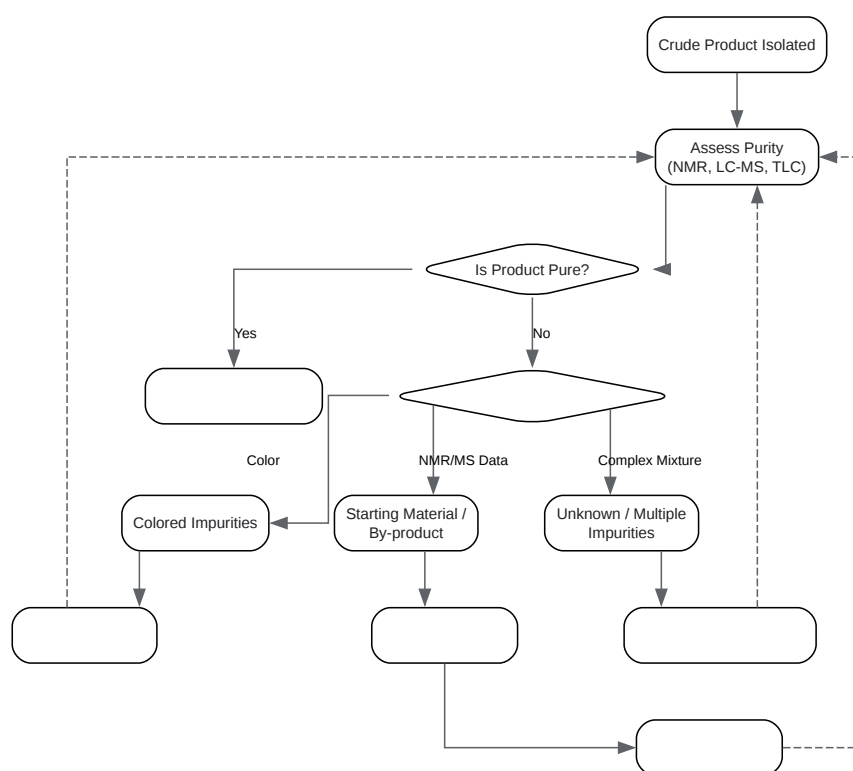 Crude Product Isolated
Assess Purity
(NMR, LC-MS, TLC)
Is Product Pure?
Yes
No
Color
NMR/MS Data
Complex Mixture
Colored Impurities
Starting Material /
By-product
Unknown / Multiple
Impurities